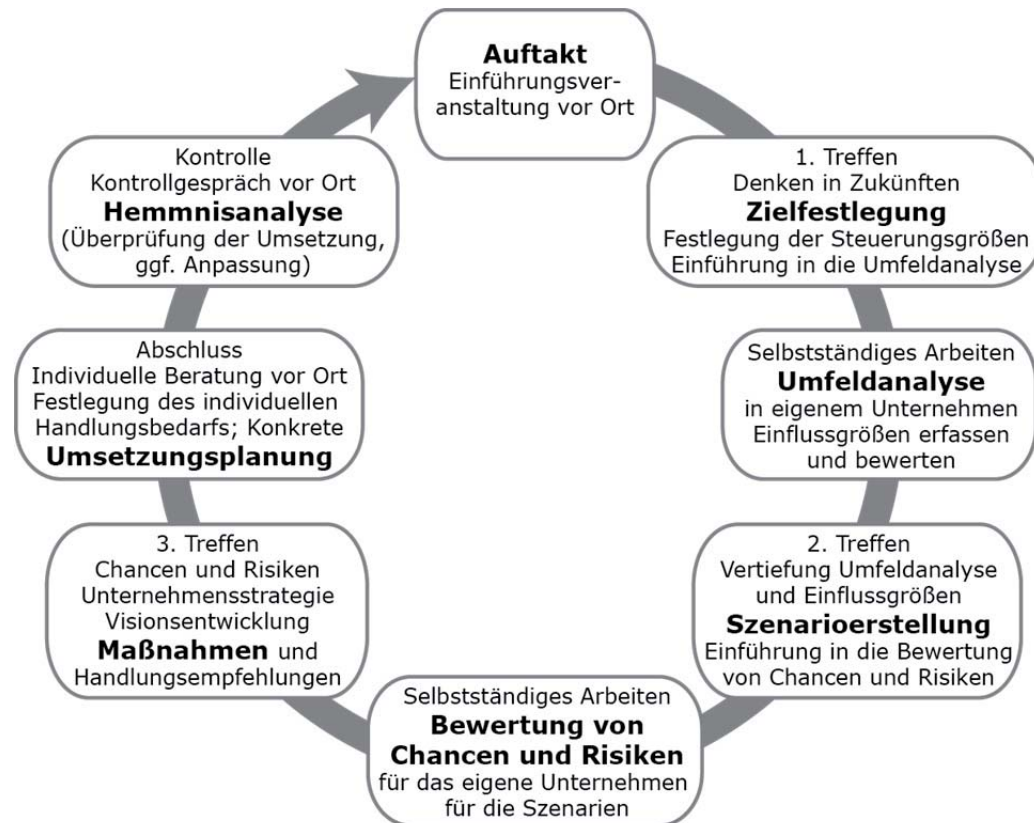 Auftakt
Einführungsver-
anstaltung vor Ort
1. Treffen
Denken in Zukünften
Zielfestlegung
Festlegung der Steuerungsgrößen
Einführung in die Umfeldanalyse
Selbstständiges Arbeiten
Umfeldanalyse
in eigenem Unternehmen
Einflussgrößen erfassen
und bewerten
2. Treffen
Vertiefung Umfeldanalyse
und Einflussgrößen
Szenarioerstellung
Einführung in die Bewertung
von Chancen und Risiken
Selbstständiges Arbeiten
Bewertung von
Chancen und Risiken
für das eigene Unternehmen
für die Szenarien
3. Treffen
Chancen und Risiken
Unternehmensstrategie
Visionsentwicklung
Maßnahmen und
Handlungsempfehlungen
Abschluss
Individuelle Beratung vor Ort
Festlegung des individuellen
Handlungsbedarfs; Konkrete
Umsetzungsplanung
Kontrolle
Kontrollgespräch vor Ort
Hemmnisanalyse
(Überprüfung der Umsetzung,
ggf. Anpassung)